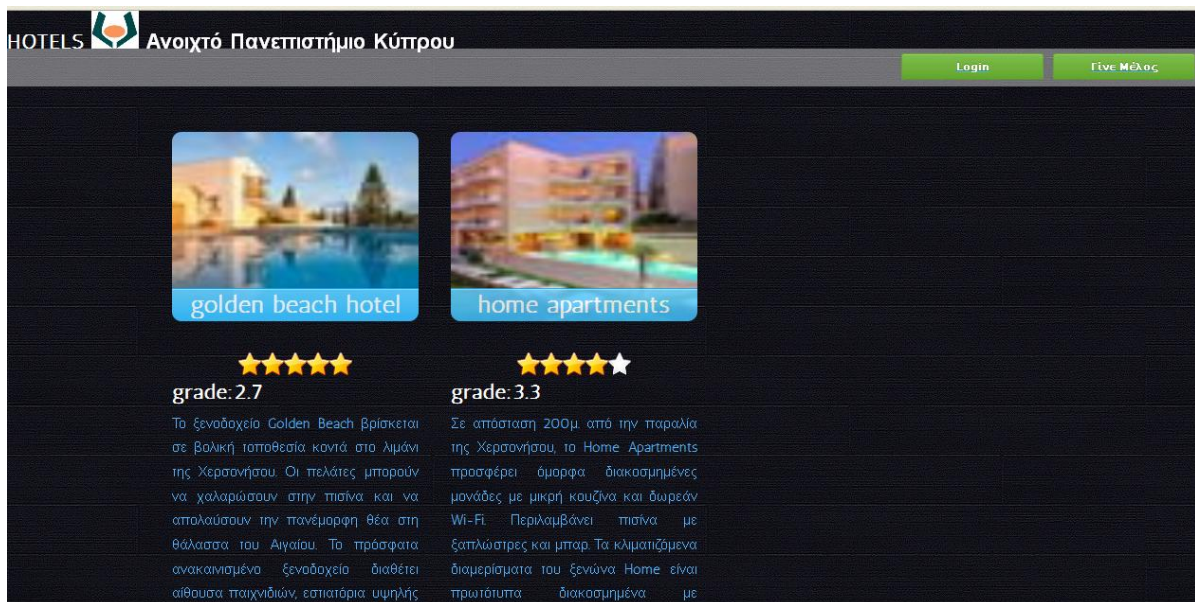 HOTELS Ανοιχτό Πανεπιστήμιο Κύπρου
Login Γίνε Μέλος
golden beach hotel
grade:2.7
Το ξενοδοχείο Golden Beach βρίσκεται
σε βολική τοποθεσία κοντά στο λιμάνι
της Χερσονήσου. Οι πελάτες μπορούν
να χαλαρώσουν στην πισίνα και να
απολαύσουν την πανέμορφη θέα στη
θάλασσα του Αιγαίου. Το πρόσφατα
ανακαινισμένο ξενοδοχείο διαθέτει
αίθουσα παιχνιδιών, εστιατόρια υψηλής
home apartments
grade:3.3
Σε απόσταση 200μ. από την παραλία
της Χερσονήσου, το Home Apartments
προσφέρει όμορφα διακοσμημένες
μονάδες με μικρή κουζίνα και δωρεάν
Wi-Fi. Περιλαμβάνει πισίνα με
ξαπλώστρες και μπαρ. Τα κλιματιζόμενα
διαμερίσματα του ξενώνα Home είναι
πρωτότυπα διακοσμημένα με